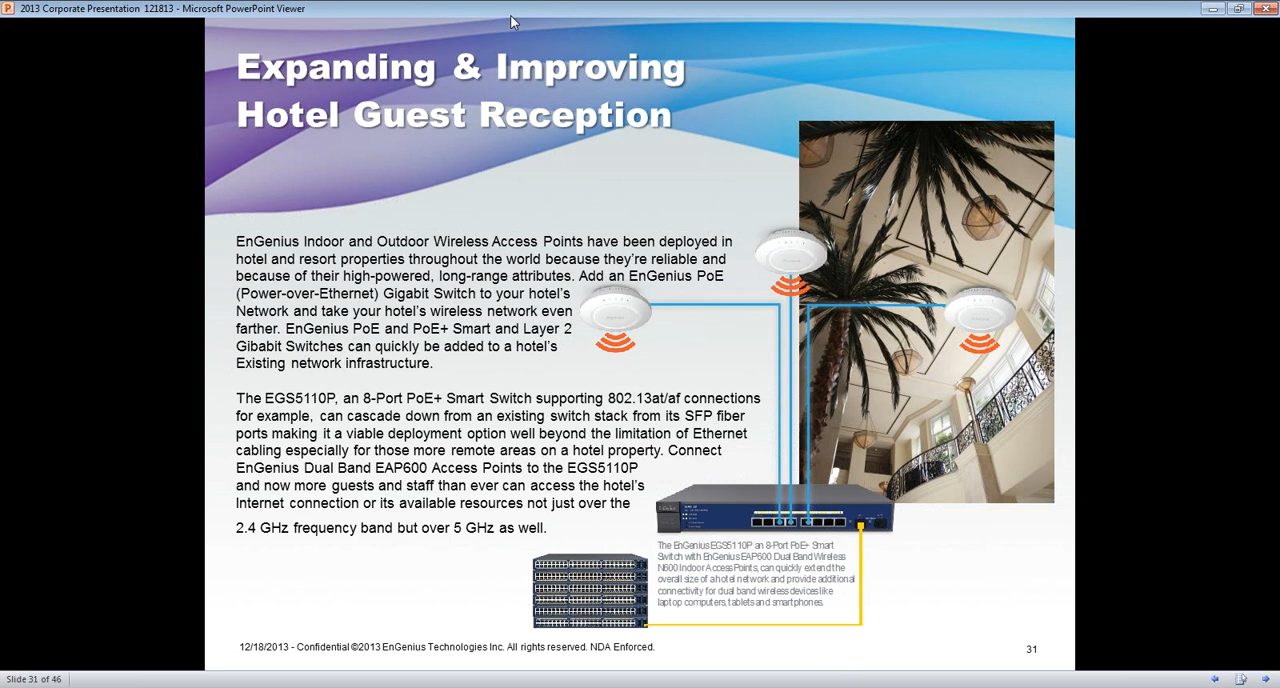 2013 Corporate Presentation 121813 - Microsoft PowerPoint Viewer
Expanding & Improving
Hotel Guest Reception
EnGenius Indoor and Outdoor Wireless Access Points have been deployed in
hotel and resort properties throughout the world because they're reliable and
because of their high-powered, long-range attributes. Add an EnGenius PoE
(Power-over-Ethernet) Gigabit Switch to your hotel's
Network and take your hotel's wireless network even
farther. EnGenius PoE and PoE+ Smart and Layer 2
Gibabit Switches can quickly be added to a hotel's
Existing network infrastructure.
The EGS5110P, an 8-Port PoE+ Smart Switch supporting 802.13at/af connections
for example, can cascade down from an existing switch stack from its SFP fiber
ports making it a viable deployment option well beyond the limitation of Ethernet
cabling especially for those more remote areas on a hotel property. Connect
EnGenius Dual Band EAP600 Access Points to the EGS5110P
and now more guests and staff than ever can access the hotel's
Internet connection or its available resources not just over the
2.4 GHz frequency band but over 5 GHz as well.
The EnGenius EGS5110P an 8-Port PoE+ Smart
Switch with EnGenius EAP600 Dual Band Wireless
N600 Indoor Access Points, can quickly extend the
overall size of a hotel network and provide additional
connectivity for dual band wireless devices like
laptop computers, tablets and smartphones.
12/18/2013 - Confidential ©2013 EnGenius Technologies Inc. All rights reserved. NDA Enforced.
31
Slide 31 of 46